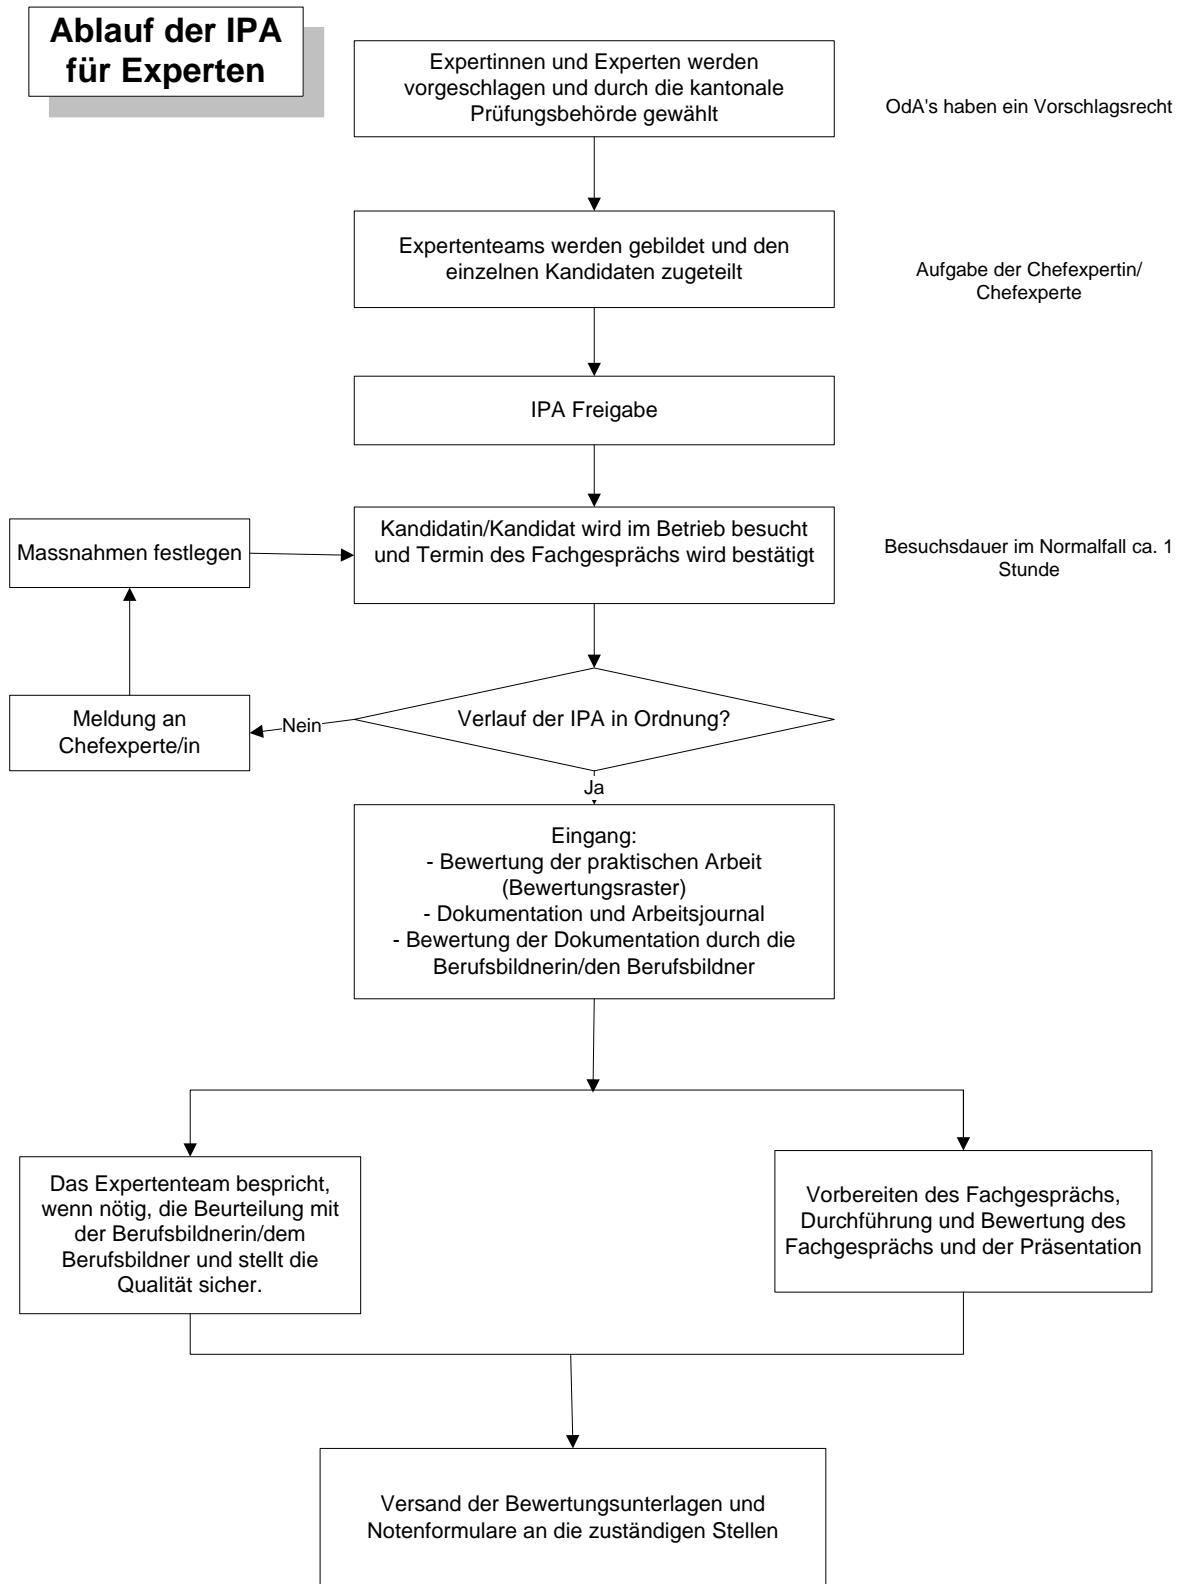 Ablauf der IPA
für Experten
Expertinnen und Experten werden
vorgeschlagen und durch die kantonale
Prüfungsbehörde gewählt
OdA's haben ein Vorschlagsrecht
Expertenteams werden gebildet und den
einzelnen Kandidaten zugeteilt
Aufgabe der Chefexpertin/
Chefexperte
IPA Freigabe
Massnahmen festlegen
Kandidatin/Kandidat wird im Betrieb besucht
und Termin des Fachgesprächs wird bestätigt
Besuchsdauer im Normalfall ca. 1
Stunde
Meldung an
Chefexperte/in
Nein
Verlauf der IPA in Ordnung?
Ja
Eingang:
- Bewertung der praktischen Arbeit
(Bewertungsraster)
- Dokumentation und Arbeitsjournal
- Bewertung der Dokumentation durch die
Berufsbildnerin/den Berufsbildner
Das Expertenteam bespricht,
wenn nötig, die Beurteilung mit
der Berufsbildnerin/dem
Berufsbildner und stellt die
Qualität sicher.
Vorbereiten des Fachgesprächs,
Durchführung und Bewertung des
Fachgesprächs und der Präsentation
Versand der Bewertungsunterlagen und
Notenformulare an die zuständigen Stellen